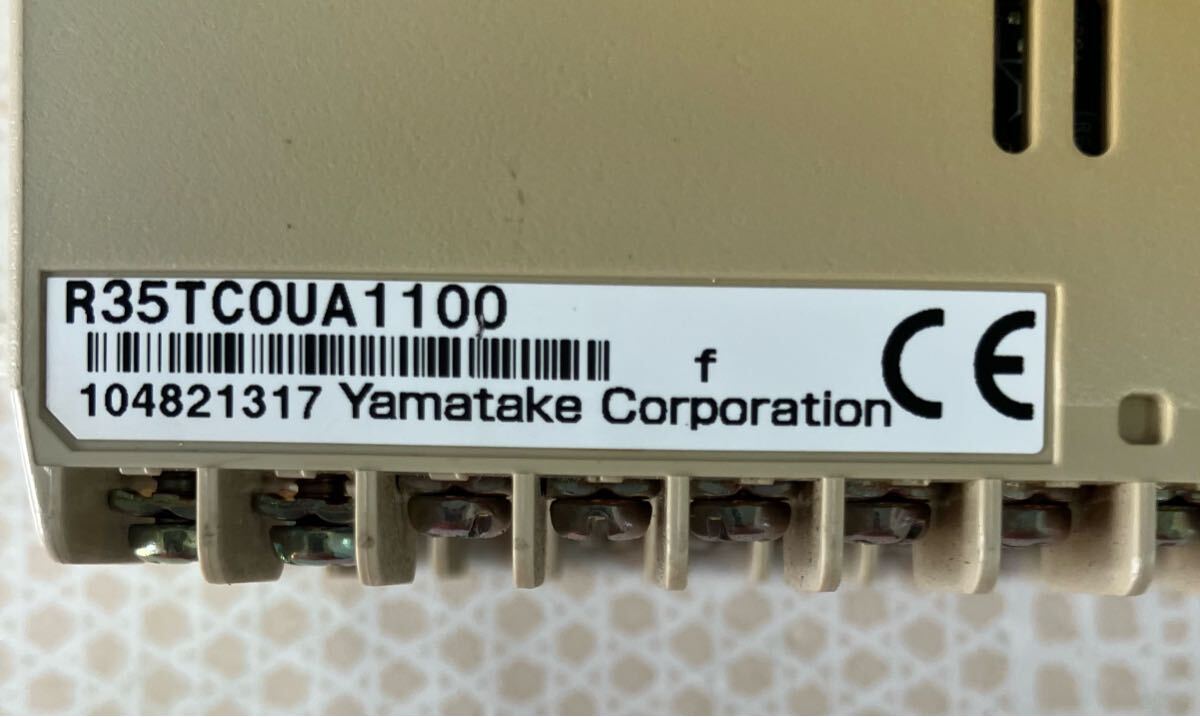 R35TC0UA1100
f
104821317 Yamatake Corporation
CE